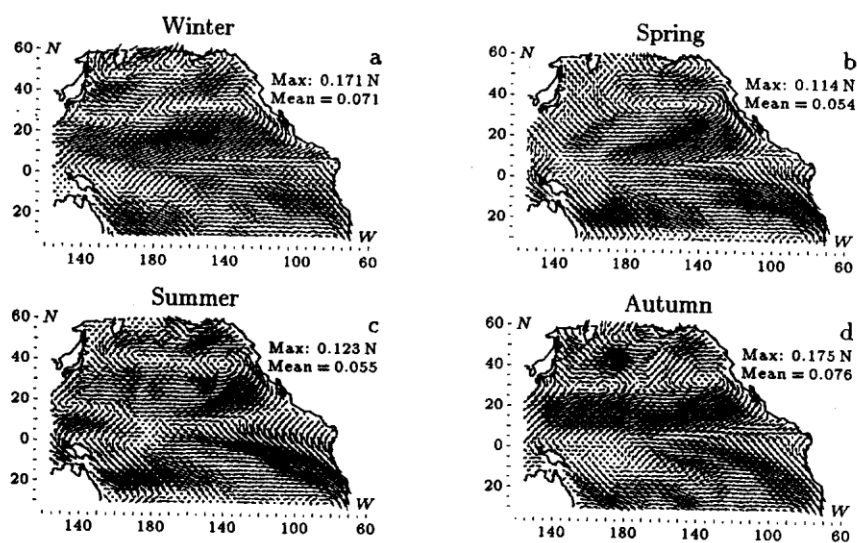 Winter
a
60 N
Max: 0.171 N
Mean = 0.071
40
20
0
20
W
140 180 140 100 60
Spring
b
60 N
Max: 0.114 N
Mean = 0.054
40
20
0
20
W
140 180 140 100 60
Summer
c
60 N
Max: 0.123 N
Mean = 0.055
40
20
0
20
W
140 180 140 100 60
Autumn
d
60 N
Max: 0.175 N
Mean = 0.076
40
20
0
20
W
140 180 140 100 60